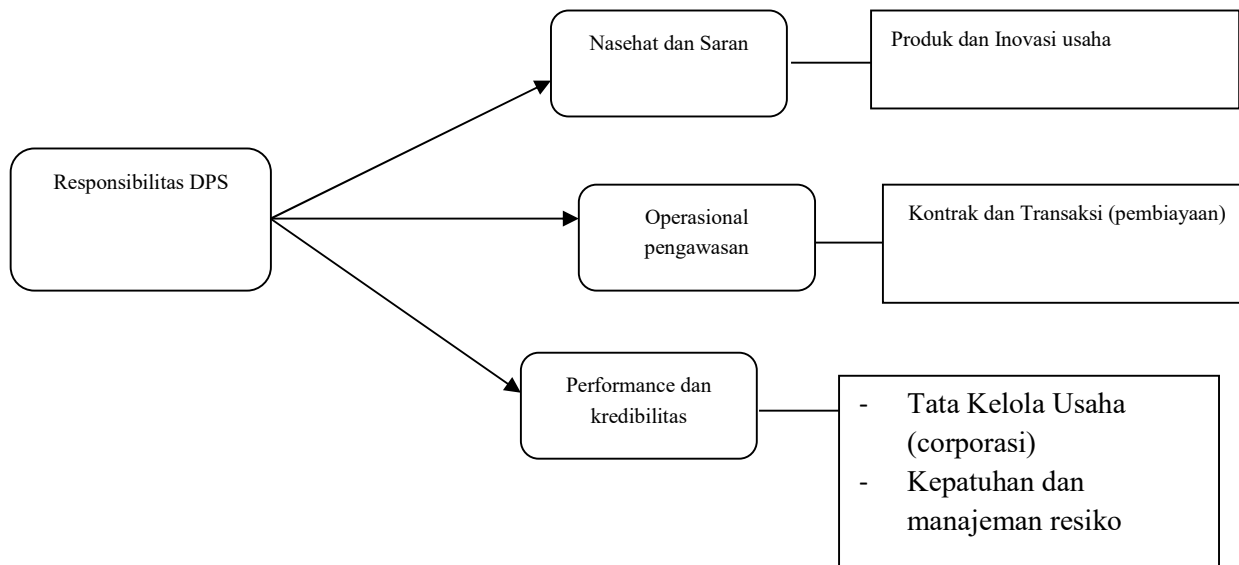 Nasehat dan Saran
Produk dan Inovasi usaha
Responsibilitas DPS
Operasional
pengawasan
Kontrak dan Transaksi (pembiayaan)
Performance dan
kredibilitas
- Tata Kelola Usaha
(corporasi)
- Kepatuhan dan
manajeman resiko